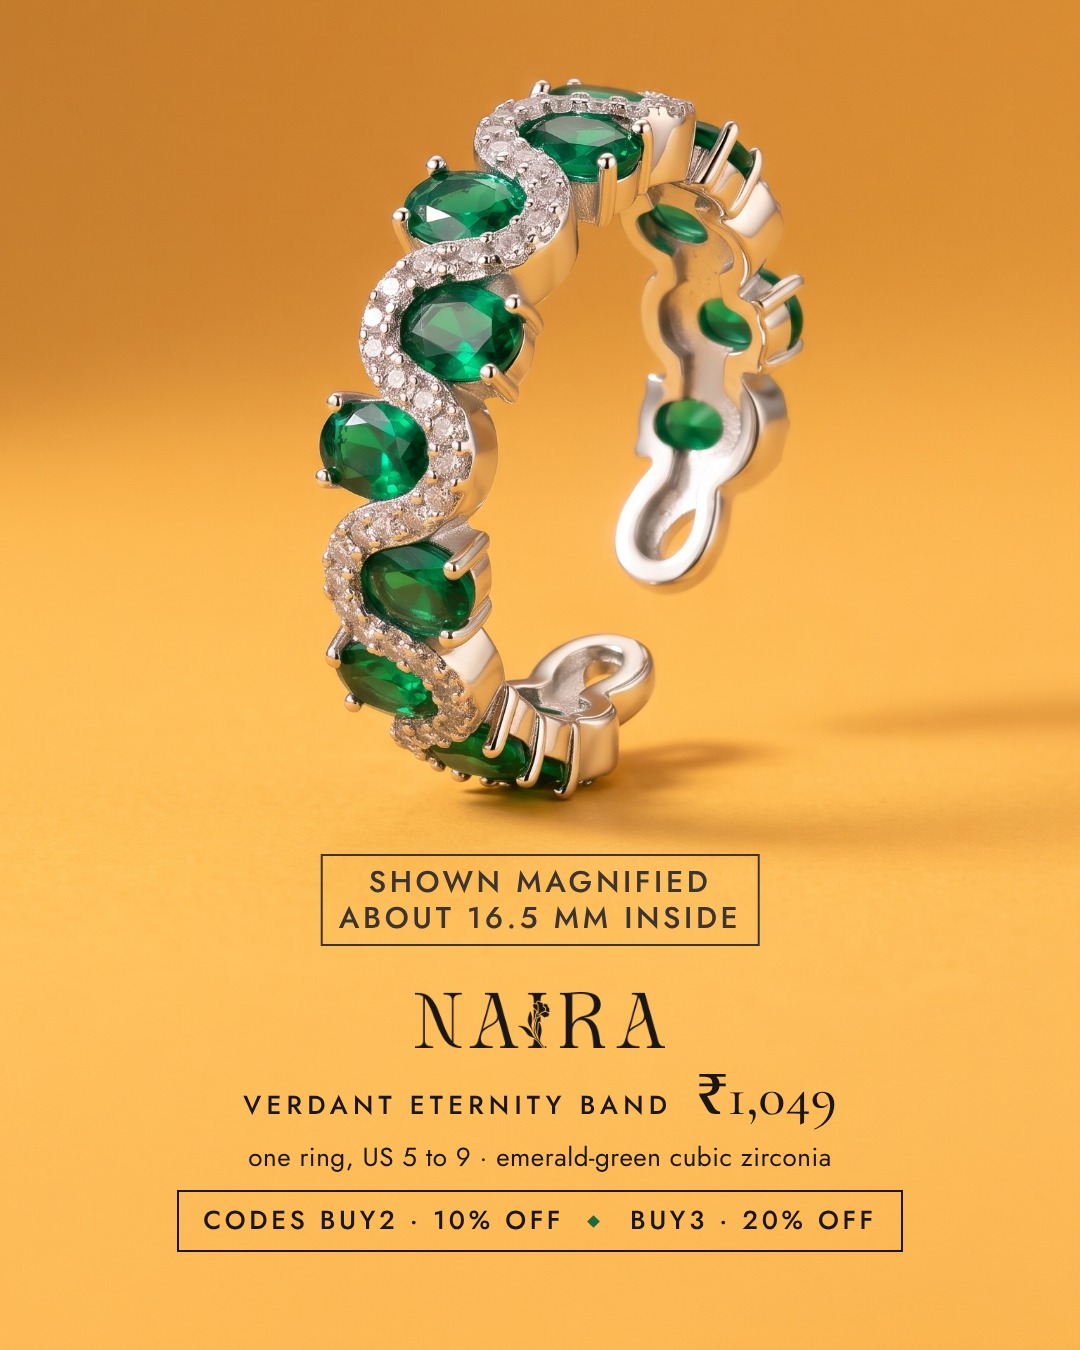 SHOWN MAGNIFIED
ABOUT 16.5 MM INSIDE
NAIRA
VERDANT ETERNITY BAND ₹1,049
one ring, US 5 to 9 · emerald-green cubic zirconia
CODES BUY2 · 10% OFF ◆ BUY3 · 20% OFF